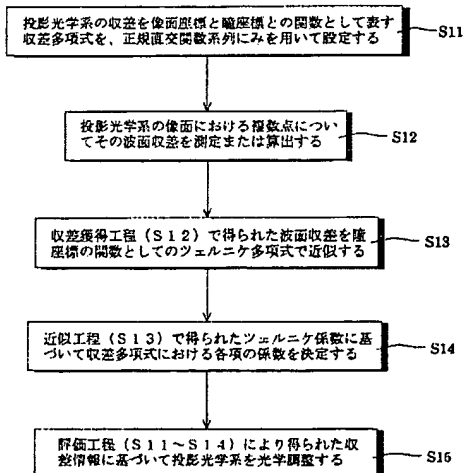 投影光学系の収差を像面座標と瞳座標との関数として表す
収差多項式を、正規直交関数系列にみを用いて設定する
S11
投影光学系の像面における複数点につい
てその波面収差を測定または算出する
S12
収差獲得工程（S12）で得られた波面収差を瞳
座標の関数としてのツェルニケ多項式で近似する
S13
近似工程（S13）で得られたツェルニケ係数に基
づいて収差多項式における各項の係数を決定する
S14
評価工程（S11～S14）により得られた収
差情報に基づいて投影光学系を光学調整する
S15